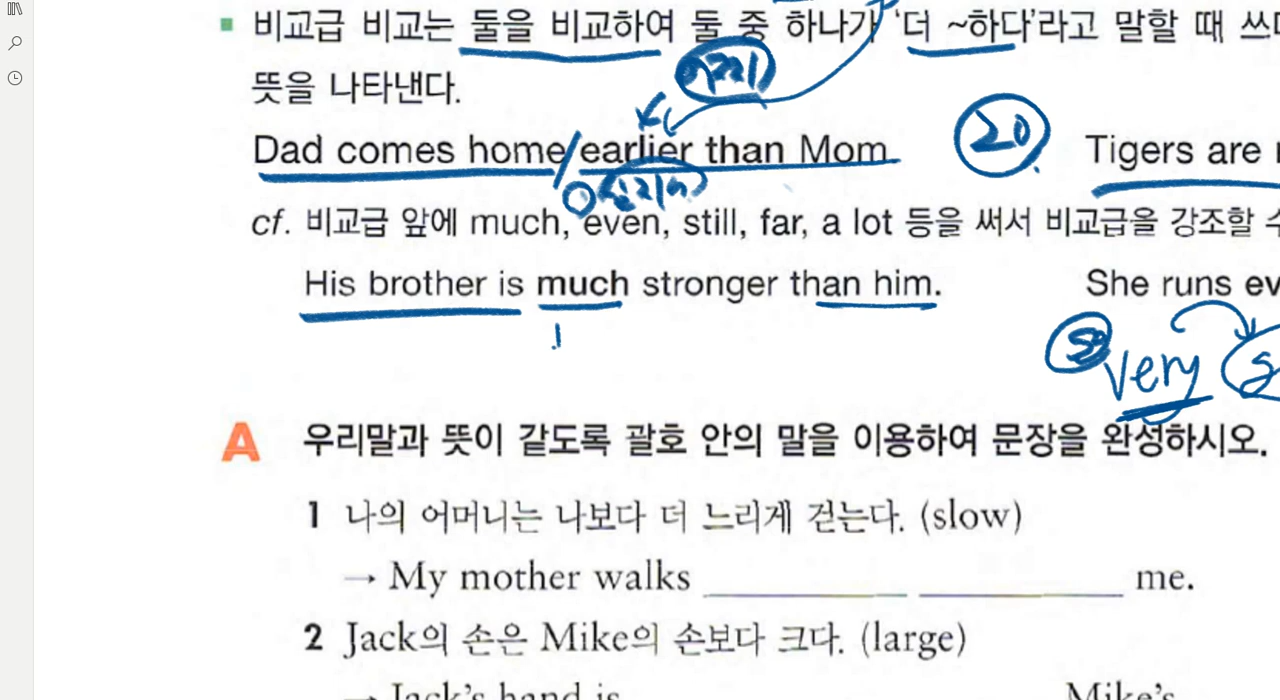 비교급 비교는 둘을 비교하여 둘 중 하나가 ‘더 ~하다’라고 말할 때 쓰
뜻을 나타낸다.
Dad comes home / earlier than Mom
20
Tigers are
cf. 비교급 앞에 much, even, still, far, a lot 등을 써서 비교급을 강조할 수
His brother is much stronger than him.
She runs ev
very
A 우리말과 뜻이 같도록 괄호 안의 말을 이용하여 문장을 완성하시오.
1 나의 어머니는 나보다 더 느리게 걷는다. (slow)
→ My mother walks ________ ________ me.
2 Jack의 손은 Mike의 손보다 크다. (large)
→ Jack’s hand is Mike’s